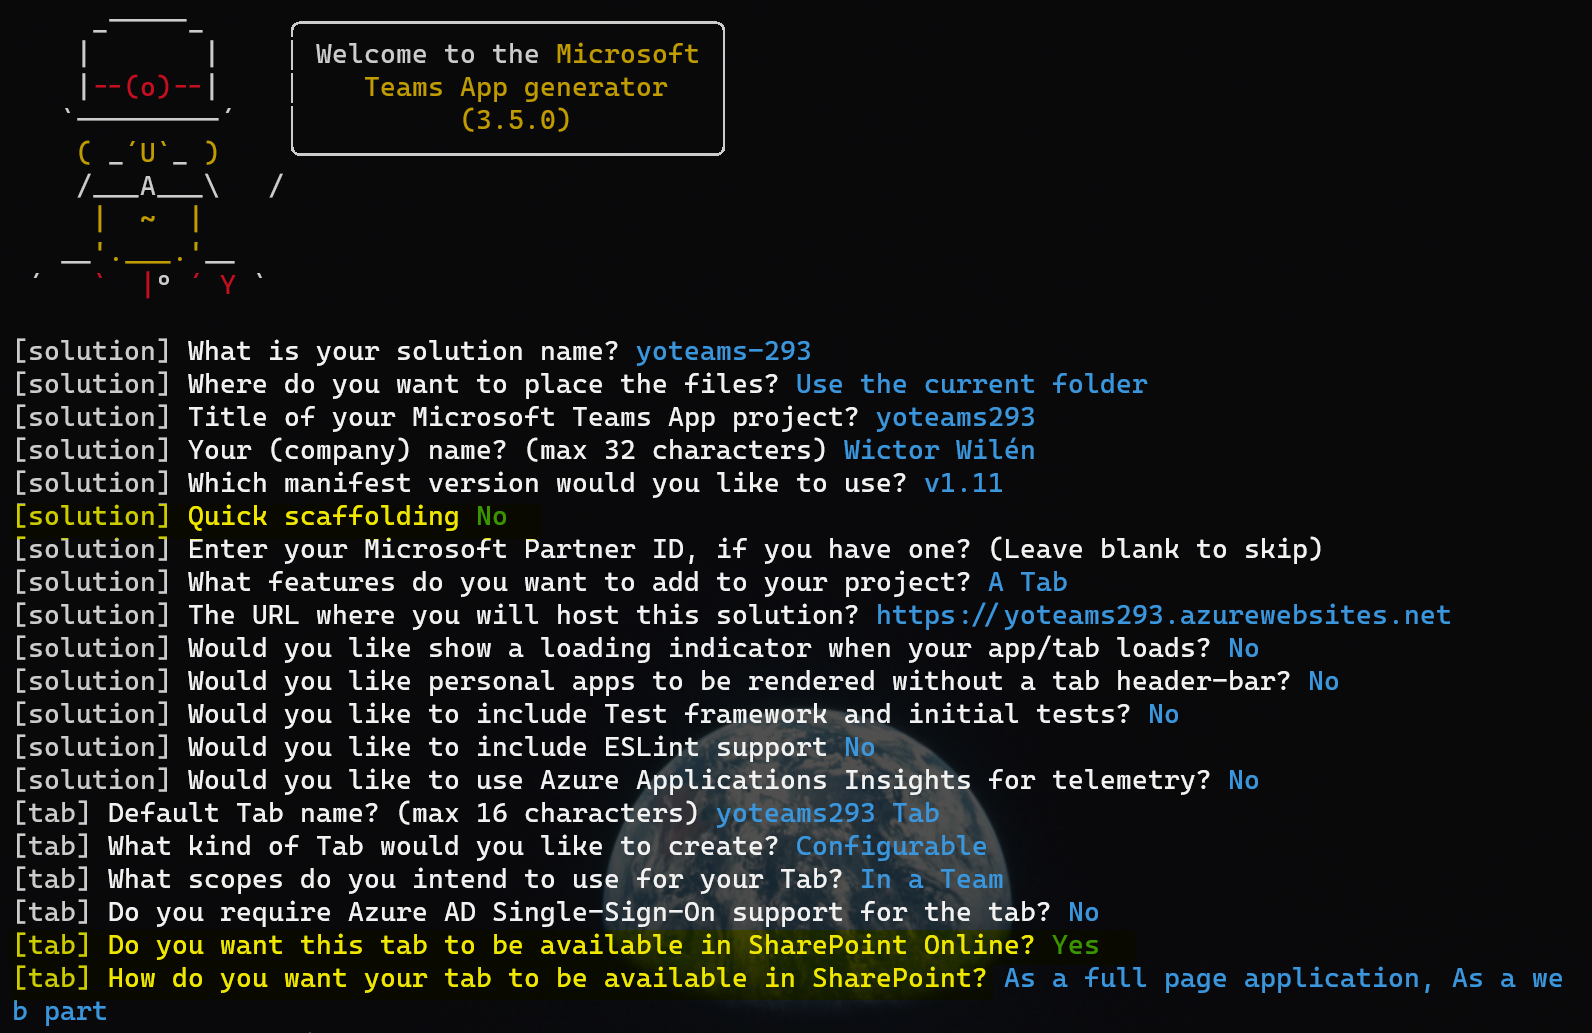 Welcome to the Microsoft
Teams App generator
(3.5.0)
[solution] What is your solution name? yoteams-293
[solution] Where do you want to place the files? Use the current folder
[solution] Title of your Microsoft Teams App project? yoteams293
[solution] Your (company) name? (max 32 characters) Wictor Wilén
[solution] Which manifest version would you like to use? v1.11
[solution] Quick scaffolding No
[solution] Enter your Microsoft Partner ID, if you have one? (Leave blank to skip)
[solution] What features do you want to add to your project? A Tab
[solution] The URL where you will host this solution? https://yoteams293.azurewebsites.net
[solution] Would you like show a loading indicator when your app/tab loads? No
[solution] Would you like personal apps to be rendered without a tab header-bar? No
[solution] Would you like to include Test framework and initial tests? No
[solution] Would you like to include ESLint support No
[solution] Would you like to use Azure Applications Insights for telemetry? No
[tab] Default Tab name? (max 16 characters) yoteams293 Tab
[tab] What kind of Tab would you like to create? Configurable
[tab] What scopes do you intend to use for your Tab? In a Team
[tab] Do you require Azure AD Single-Sign-On support for the tab? No
[tab] Do you want this tab to be available in SharePoint Online? Yes
[tab] How do you want your tab to be available in SharePoint? As a full page application, As a we
b part